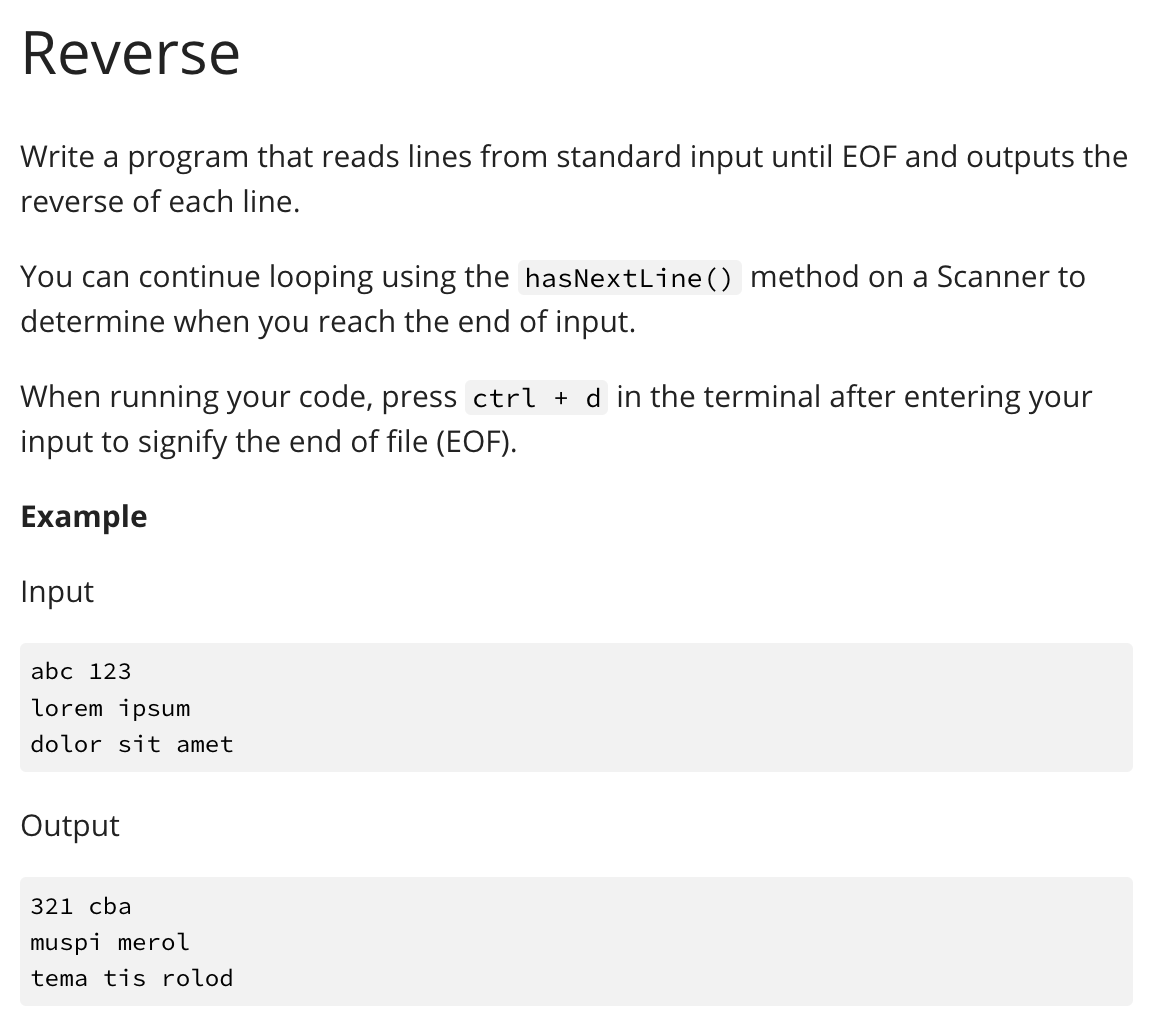 Reverse
Write a program that reads lines from standard input until EOF and outputs the
reverse of each line.
You can continue looping using the hasNextLine() method on a Scanner to
determine when you reach the end of input.
When running your code, press ctrl + d in the terminal after entering your
input to signify the end of file (EOF).
Example
Input
abc 123
lorem ipsum
dolor sit amet
Output
321 cba
muspi merol
tema tis rolod